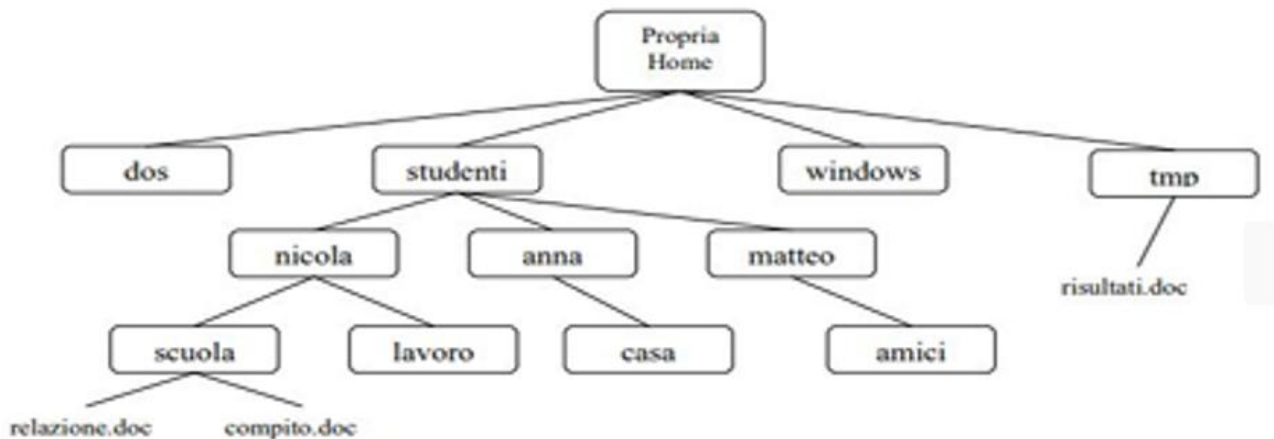 Propria
Home
dos
studenti
windows
tmp
nicola
anna
matteo
risultati.doc
scuola
lavoro
casa
amici
relazione.doc
compito.doc